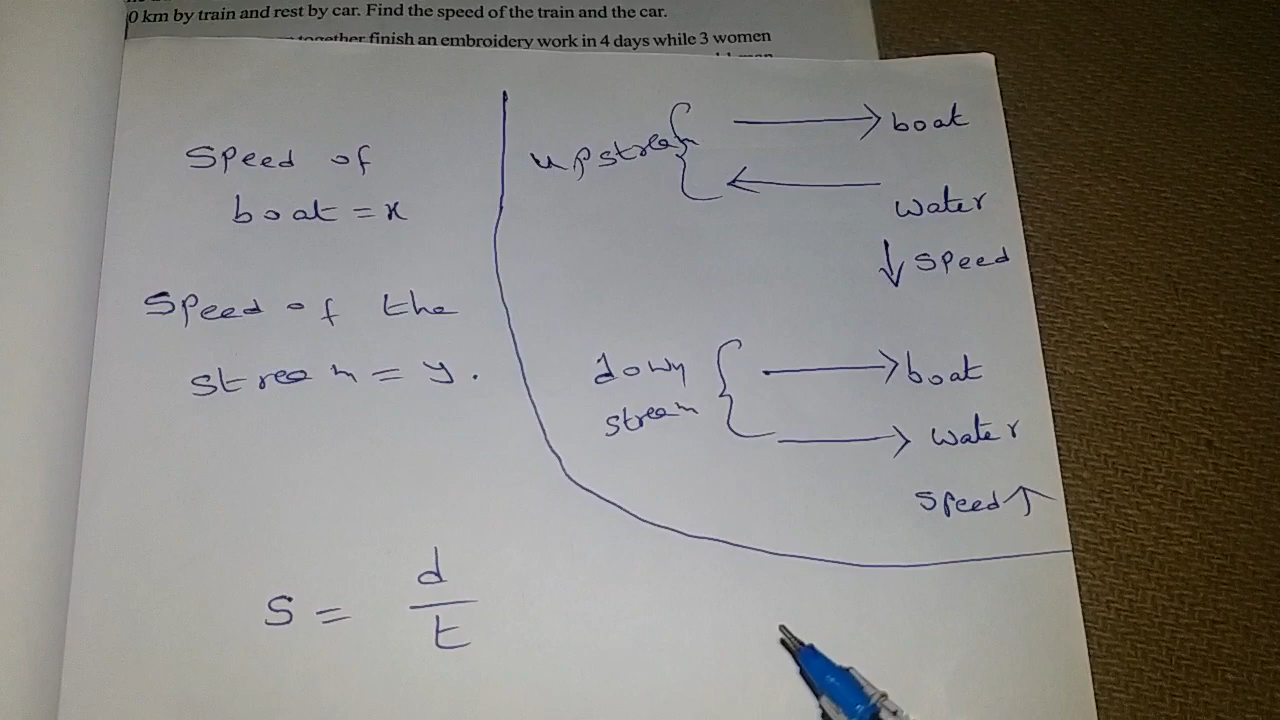 0 km by train and rest by car. Find the speed of the train and the car.
together finish an embroidery work in 4 days while 3 women
Speed of
boat = x
Speed of the
stream = y.
S = d/t
upstream
boat
water
↓ Speed
down
stream
boat
water
Speed ↑